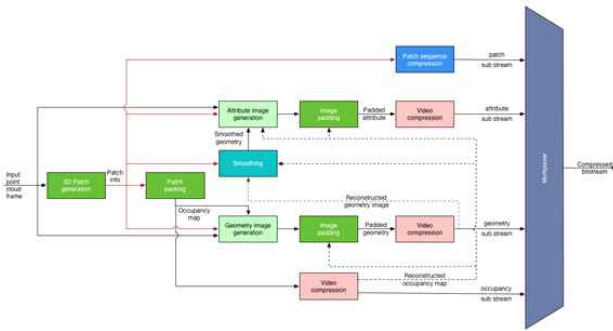 Patch sequence
compression
patch
sub stream
Attribute image
generation
Image
padding
Padded
attribute
Video
compression
attribute
sub stream
Smoothed
geometry
Smoothing
Input
point
cloud
frame
3D Patch
generation
Patch
info
Patch
packing
Occupancy
map
Reconstructed
geometry image
Geometry image
generation
Image
padding
Padded
geometry
Video
compression
geometry
sub stream
Reconstructed
occupancy map
Video
compression
occupancy
sub stream
Multiplexer
Compressed
bitstream